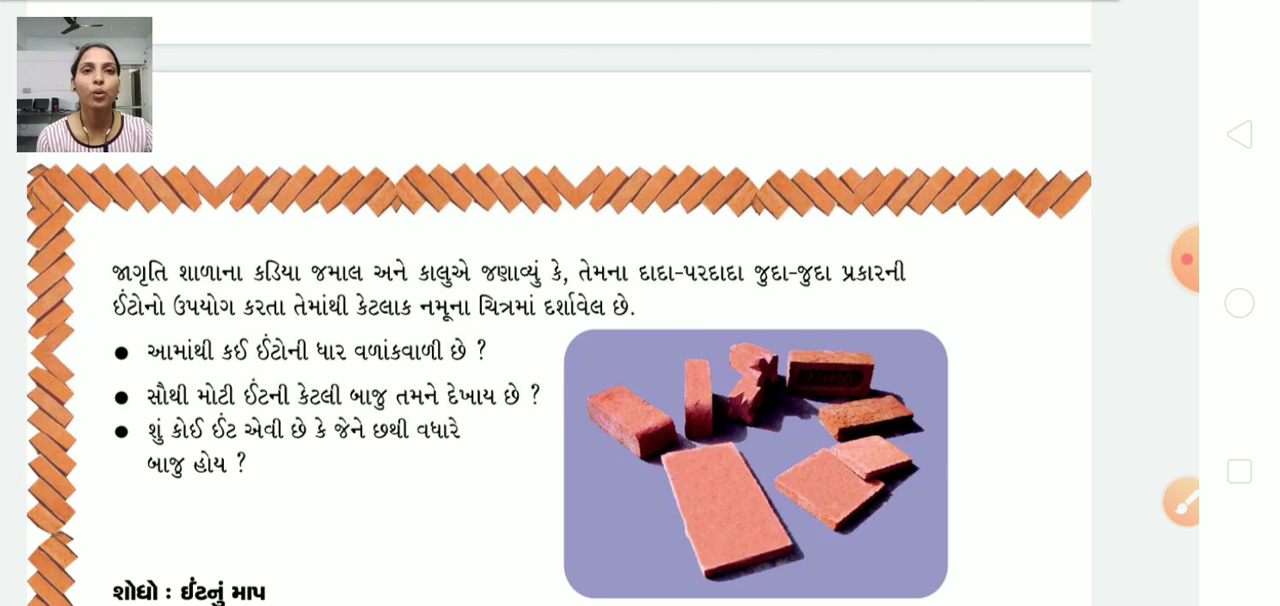 જાગૃતિ શાળાના કડિયા જમાલ અને કાલુએ જણાવ્યું કે, તેમના દાદા-પરદાદા જુદા-જુદા પ્રકારની
ઈંટોનો ઉપયોગ કરતા તેમાંથી કેટલાક નમૂના ચિત્રમાં દર્શાવેલ છે.
● આમાંથી કઈ ઈંટોની ધાર વળાંકવાળી છે ?
● સૌથી મોટી ઈંટની કેટલી બાજુ તમને દેખાય છે ?
● શું કોઈ ઈંટ એવી છે કે જેને છથી વધારે
બાજુ હોય ?
શોધો : ઈંટનું માપ